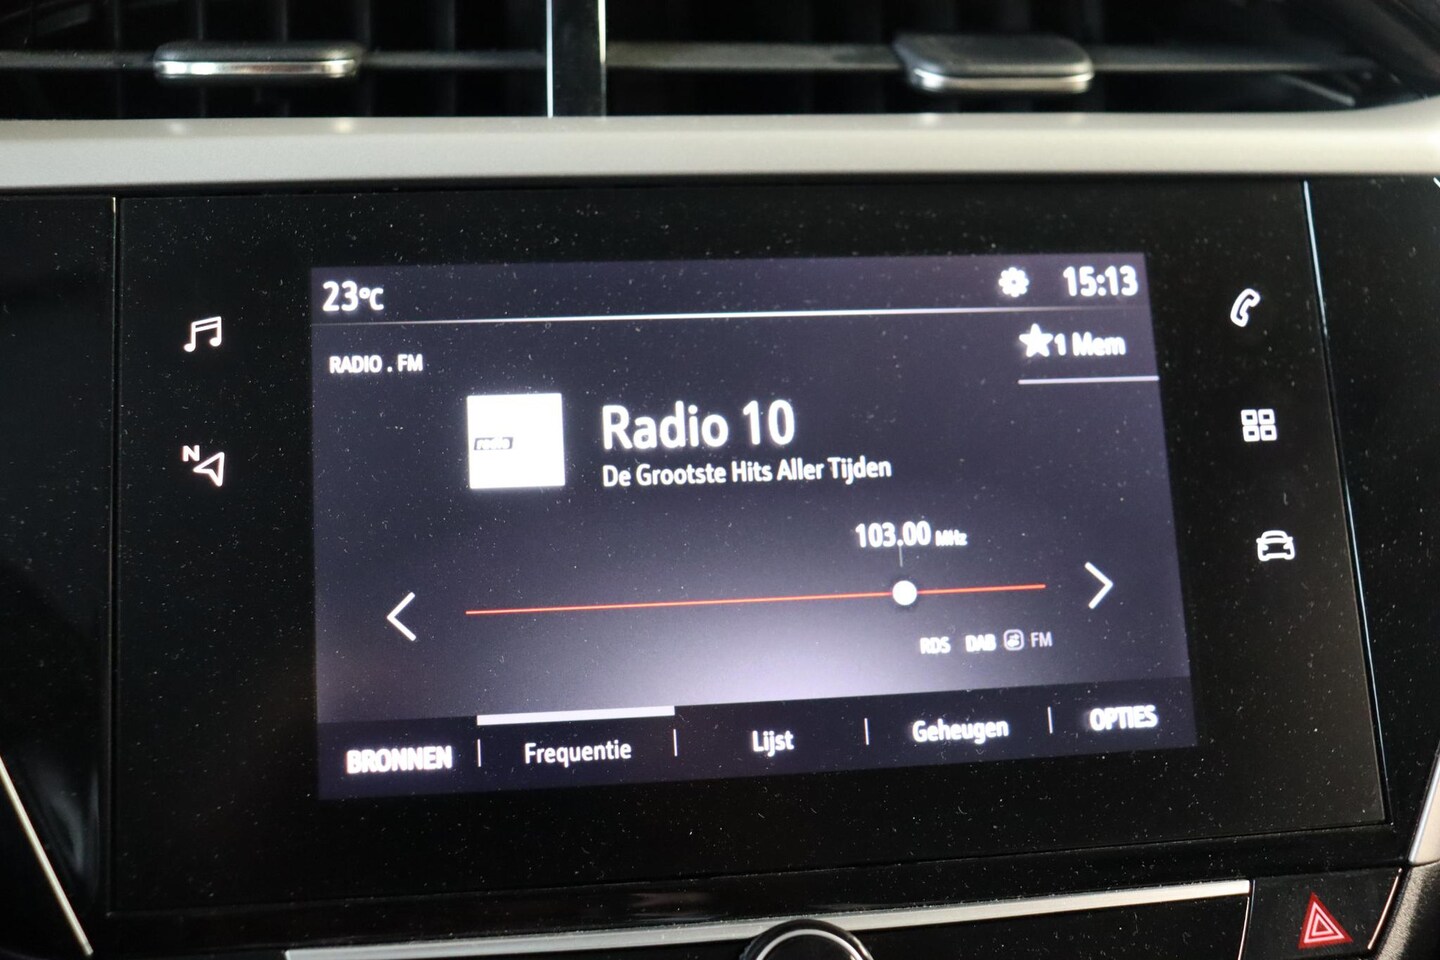 23°C 15:13
RADIO . FM
★1 Mem
radio
Radio 10
De Grootste Hits Aller Tijden
103.00 MHz
N
RDS DAB FM
BRONNEN Frequentie Lijst Geheugen OPTIES